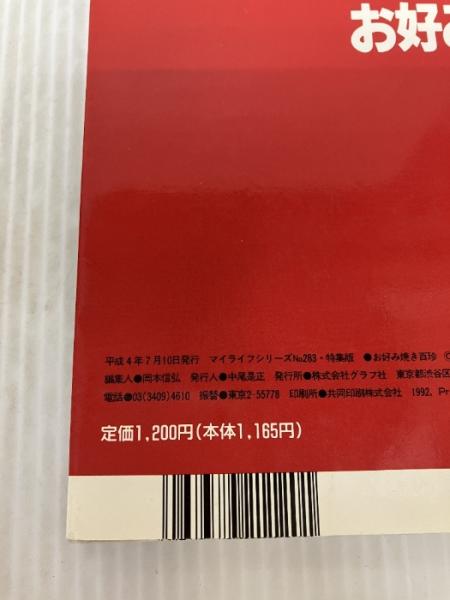 お好み
平成4年7月10日発行 マイライフシリーズNo283・特集版 ●お好み焼き百珍 ©
編集人●岡本信弘 発行人●中尾是正 発行所●株式会社グラフ社 東京都渋谷区
電話●03(3409)4610 振替●東京2-55778 印刷所●共同印刷株式会社 1992, Pr
定価1,200円(本体1,165円)